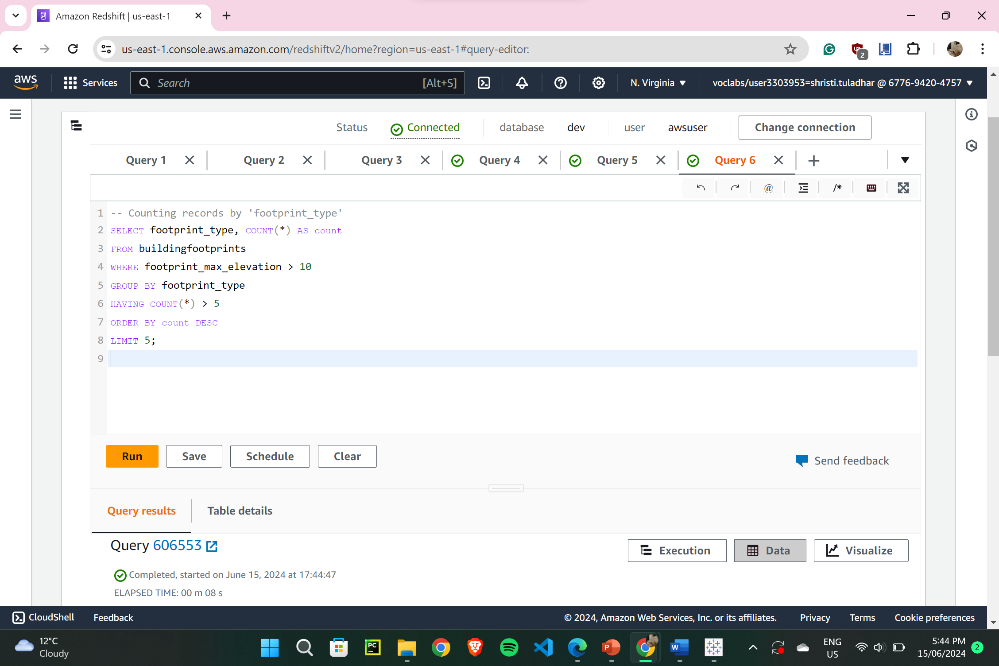 Amazon Redshift | us-east-1
us-east-1.console.aws.amazon.com/redshiftv2/home?region=us-east-1#query-editor:
2
aws Services Search [Alt+S] N. Virginia voclabs/user3303953=shristi.tuladhar @ 6776-9420-4757
Status Connected database dev user awsuser Change connection
Query 1 Query 2 Query 3 Query 4 Query 5 Query 6
@ /*
1 -- Counting records by 'footprint_type'
2 SELECT footprint_type, COUNT(*) AS count
3 FROM buildingfootprints
4 WHERE footprint_max_elevation > 10
5 GROUP BY footprint_type
6 HAVING COUNT(*) > 5
7 ORDER BY count DESC
8 LIMIT 5;
9
Run Save Schedule Clear Send feedback
Query results Table details
Query 606553 Execution Data Visualize
Completed, started on June 15, 2024 at 17:44:47
ELAPSED TIME: 00 m 08 s
CloudShell Feedback © 2024, Amazon Web Services, Inc. or its affiliates. Privacy Terms Cookie preferences
12°C
Cloudy
PC
P
W
ENG
US
5:44 PM
15/06/2024
2